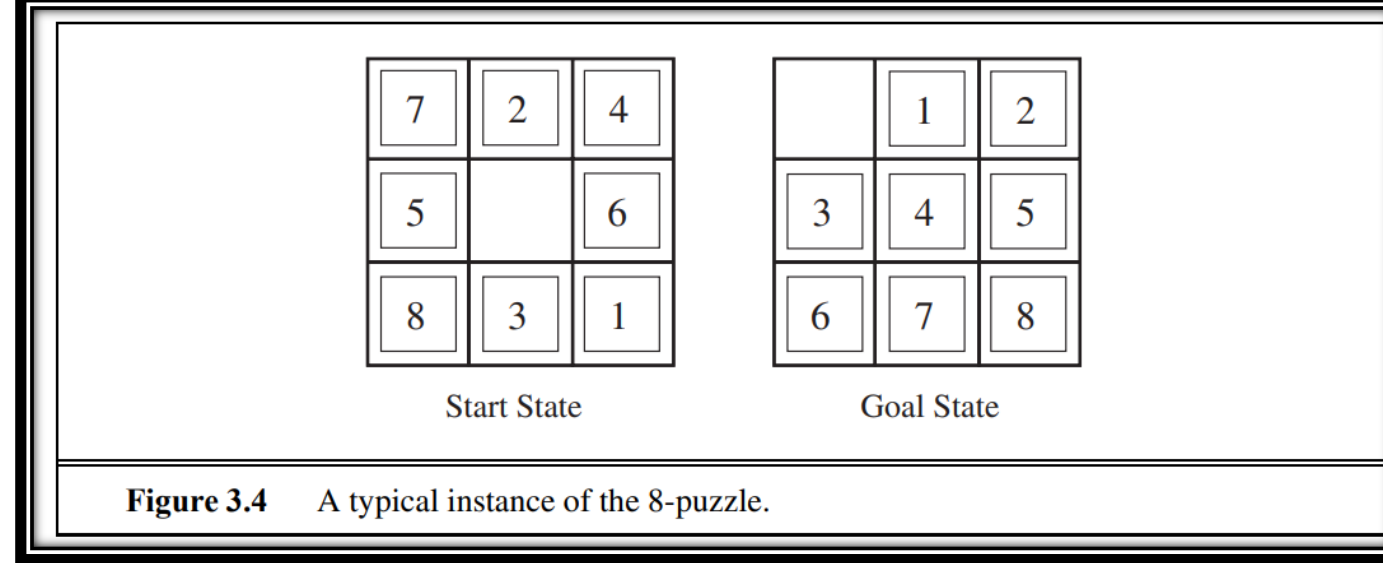 7 2 4 1 2
5 6 3 4 5
8 3 1 6 7 8
Start State Goal State
Figure 3.4 A typical instance of the 8-puzzle.